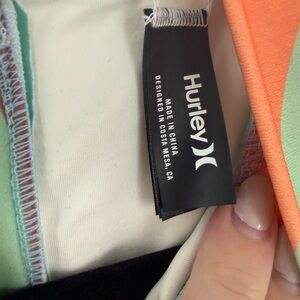 Hurley
MADE IN CHINA
DESIGNED IN COSTA MESA, CA